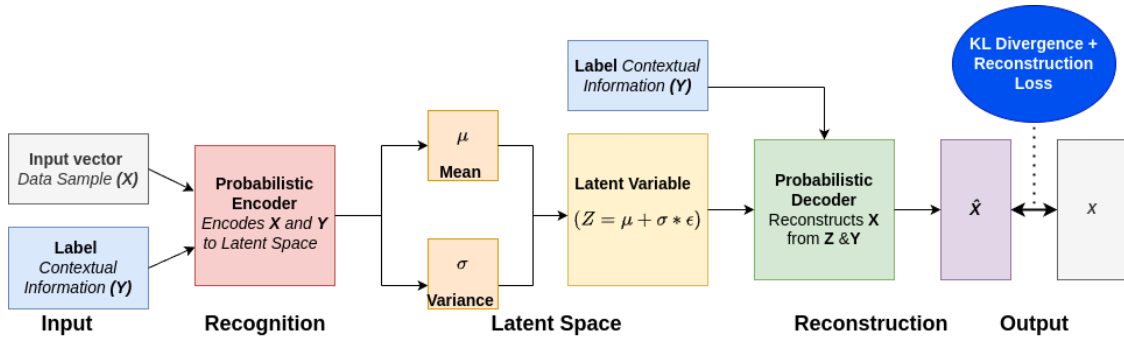 KL Divergence +
Reconstruction
Loss
Label Contextual
Information (Y)
Input vector
Data Sample (X)
Label
Contextual
Information (Y)
Probabilistic
Encoder
Encodes X and Y
to Latent Space
μ
Mean
σ
Variance
Latent Variable
(Z = μ + σ * ϵ)
Probabilistic
Decoder
Reconstructs X
from Z &Y
X̂
X
Input
Recognition
Latent Space
Reconstruction
Output